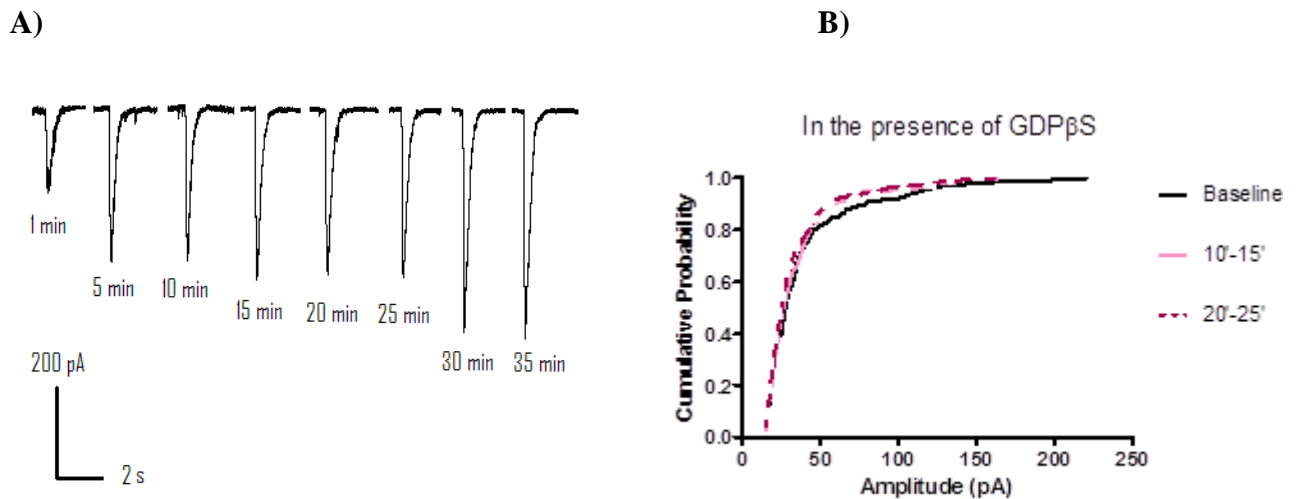 A)
B)
1 min
5 min
10 min
15 min
20 min
25 min
30 min
35 min
200 pA
2 s
In the presence of GDPβS
Cumulative Probability
1.0
0.8
0.6
0.4
0.2
0.0
0
50
100
150
200
250
Amplitude (pA)
Baseline
10'-15'
20'-25'